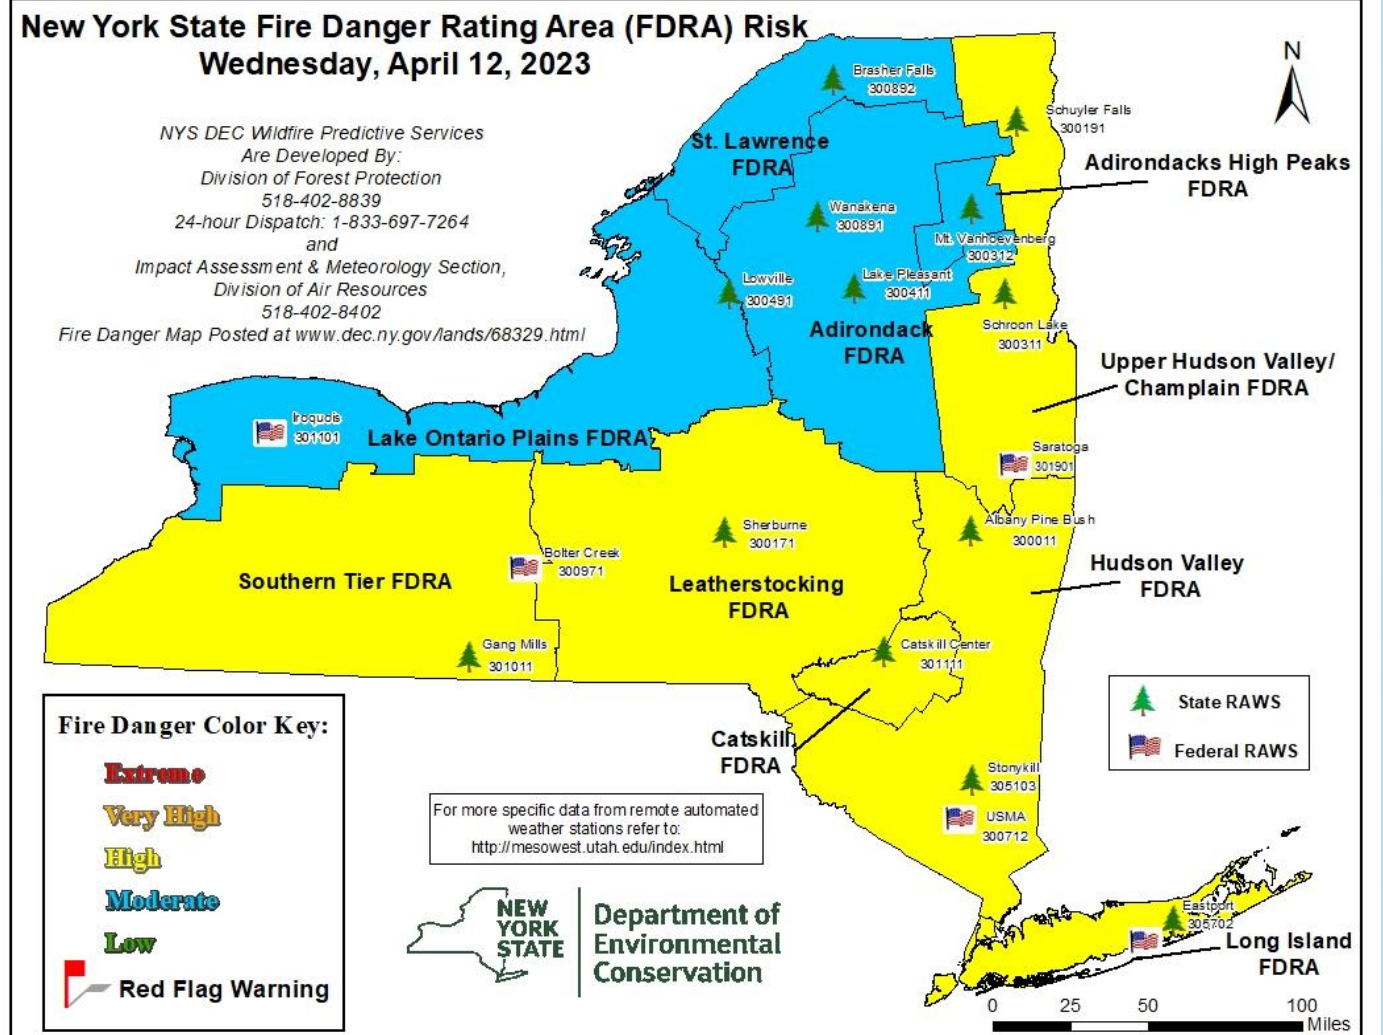 New York State Fire Danger Rating Area (FDRA) Risk
Wednesday, April 12, 2023
NYS DEC Wildfire Predictive Services
Are Developed By:
Division of Forest Protection
518-402-8839
24-hour Dispatch: 1-833-697-7264
and
Impact Assessment & Meteorology Section,
Division of Air Resources
518-402-8402
Fire Danger Map Posted at www.dec.ny.gov/lands/68329.html
N
Brasher Falls
300892
Schuyler Falls
300191
St. Lawrence
FDRA
Adirondacks High Peaks
FDRA
Wanakena
300891
Mt. Vanhoevenberg
300312
Lowville
300491
Lake Pleasant
300411
Adirondack
FDRA
Schroon Lake
300311
Upper Hudson Valley/
Champlain FDRA
Iroquois
301101
Lake Ontario Plains FDRA
Saratoga
301901
Sherburne
300171
Albany Pine Bush
300011
Bolter Creek
300971
Southern Tier FDRA
Leatherstocking
FDRA
Hudson Valley
FDRA
Gang Mills
301011
Catskill Center
301111
Catskill
FDRA
Stonykill
305103
USMA
300712
Eastport
305702
Long Island
FDRA
State RAWS
Federal RAWS
Fire Danger Color Key:
Extreme
Very High
High
Moderate
Low
Red Flag Warning
For more specific data from remote automated
weather stations refer to:
http://mesowest.utah.edu/index.html
NEW
YORK
STATE
Department of
Environmental
Conservation
0 25 50 100
Miles